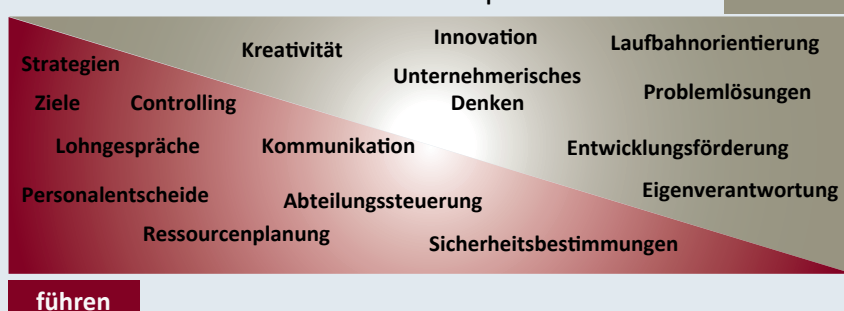 Innovation
Kreativität
Laufbahnorientierung
Strategien
Unternehmerisches
Denken
Problemlösungen
Ziele
Controlling
Lohngespräche
Kommunikation
Entwicklungsförderung
Personalentscheide
Abteilungssteuerung
Eigenverantwortung
Ressourcenplanung
Sicherheitsbestimmungen
führen